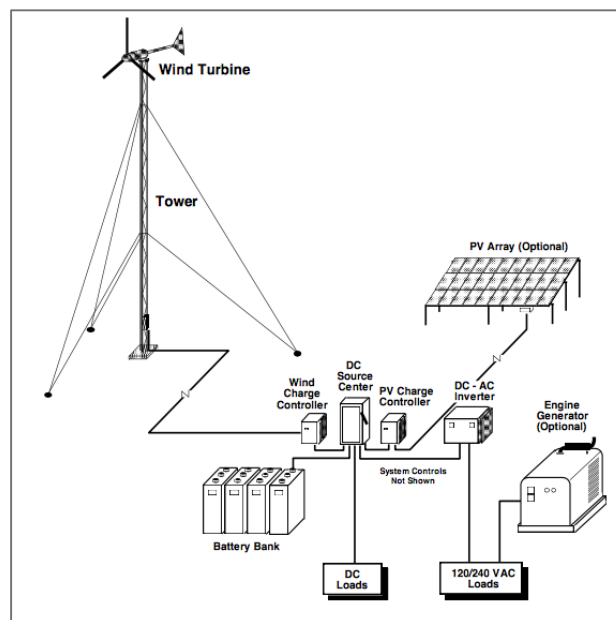 Wind Turbine
Tower
PV Array (Optional)
Wind
Charge
Controller
DC
Source
Center
PV Charge
Controller
DC - AC
Inverter
Engine
Generator
(Optional)
System Controls
Not Shown
Battery Bank
DC
Loads
120/240 VAC
Loads